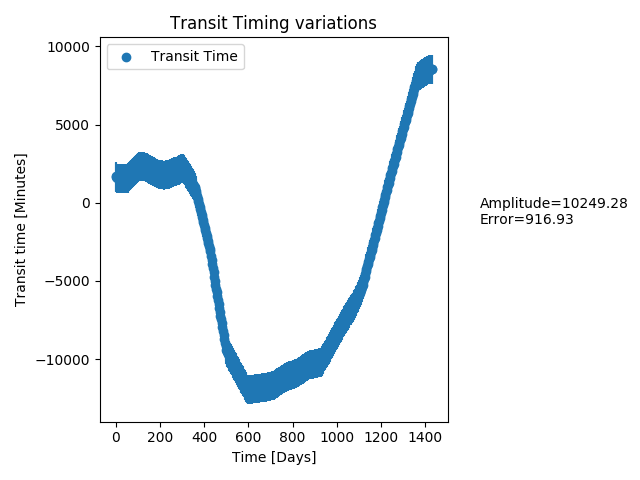 Transit Timing variations
Transit Time
10000
5000
0
−5000
−10000
Transit time [Minutes]
0 200 400 600 800 1000 1200 1400
Time [Days]
Amplitude=10249.28
Error=916.93